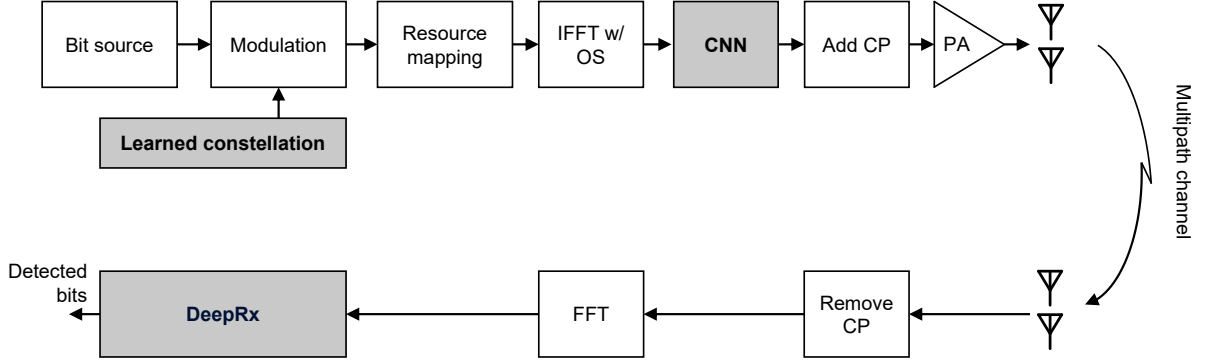 Bit source
Modulation
Resource
mapping
IFFT w/
OS
CNN
Add CP
PA
Learned constellation
Multipath channel
Detected
bits
DeepRx
FFT
Remove
CP